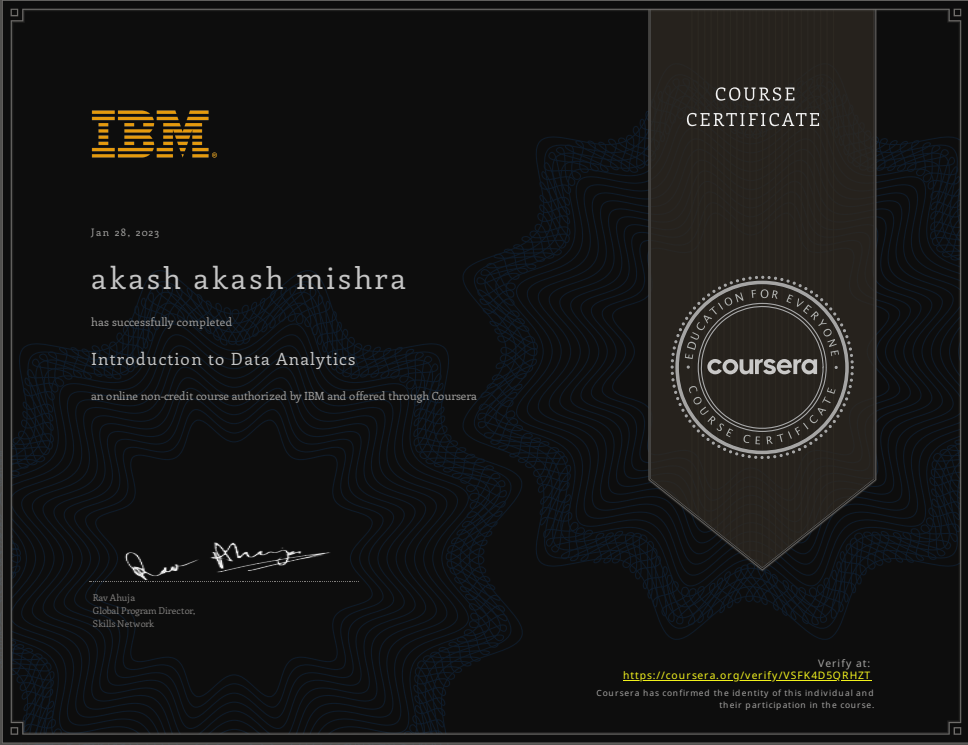 COURSE
CERTIFICATE
IBM®
Jan 28, 2023
akash akash mishra
has successfully completed
Introduction to Data Analytics
an online non-credit course authorized by IBM and offered through Coursera
EDUCATION FOR EVERYONE
coursera
COURSE CERTIFICATE
Rav Ahuja
Rav Ahuja
Global Program Director,
Skills Network
Verify at:
https://coursera.org/verify/VSFK4D5QRHZT
Coursera has confirmed the identity of this individual and
their participation in the course.